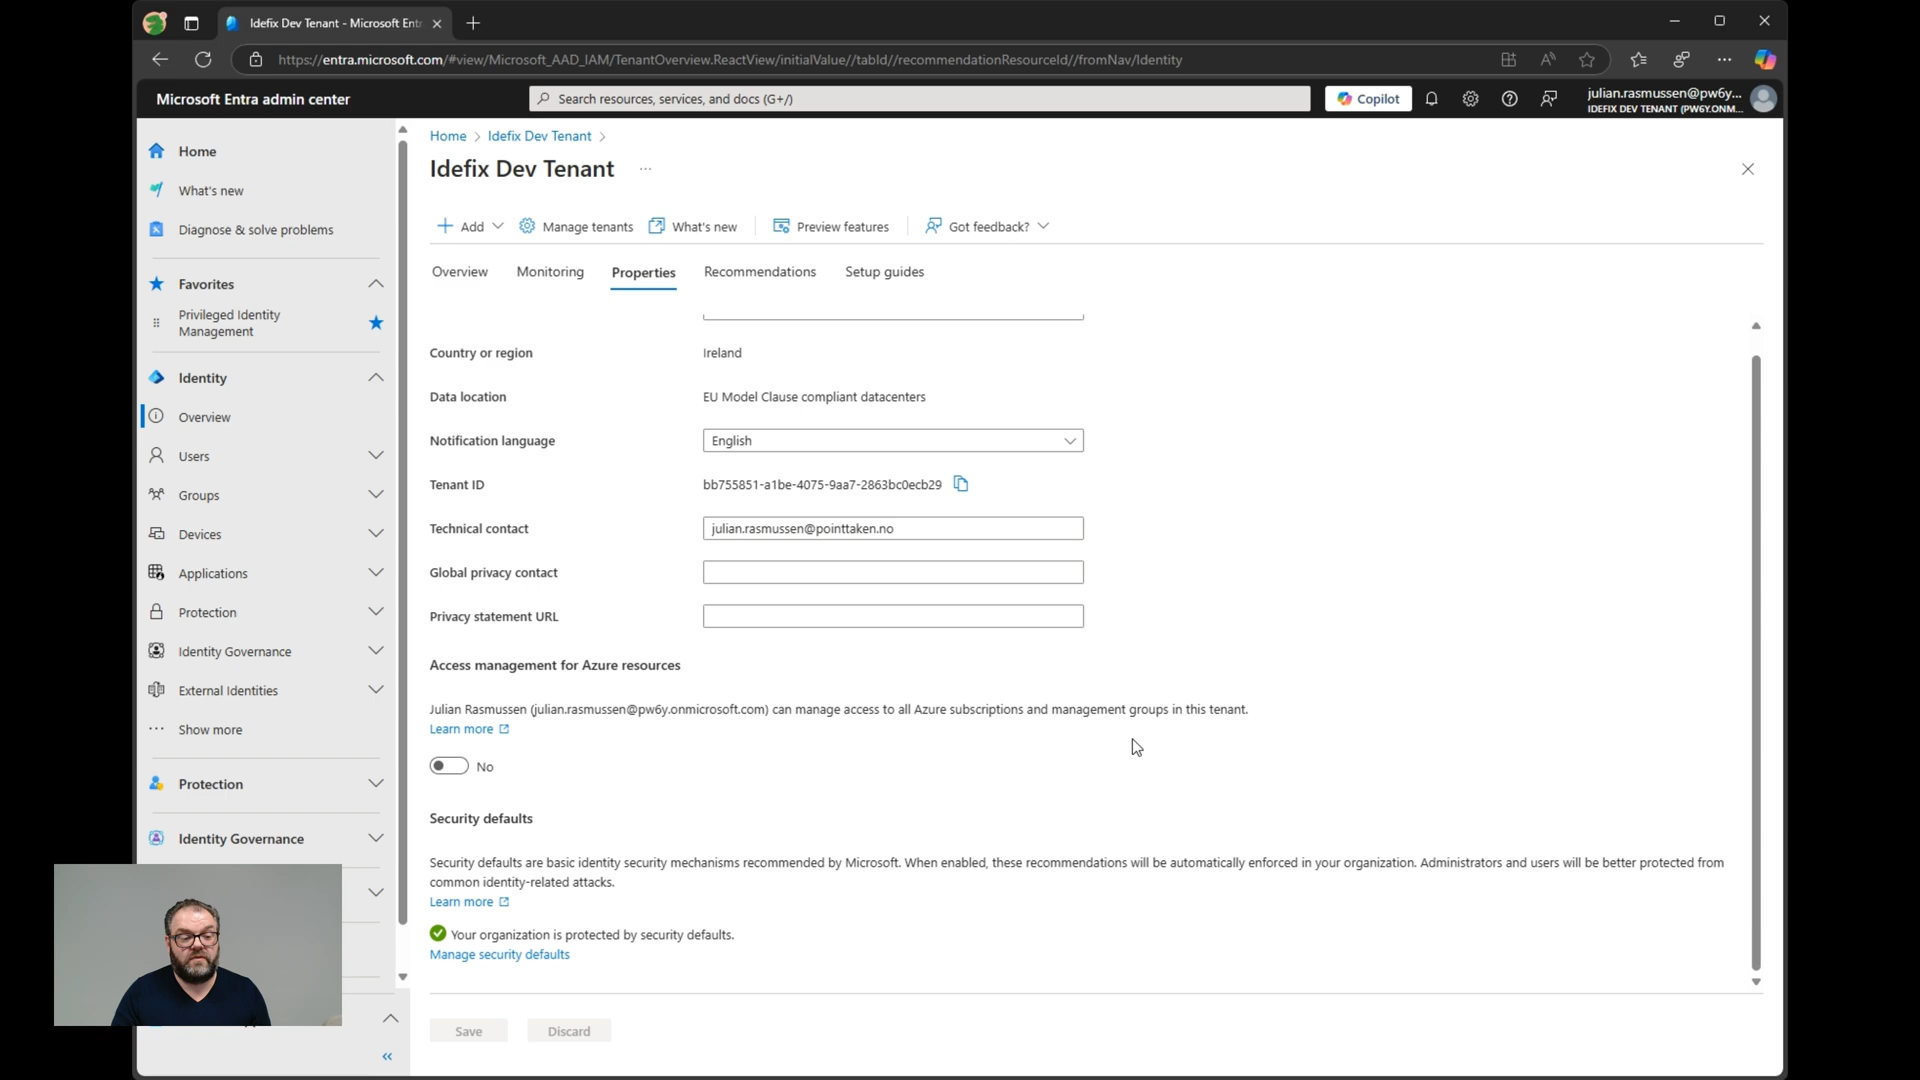 Idefix Dev Tenant - Microsoft Entr
https://entra.microsoft.com/#view/Microsoft_AAD_IAM/TenantOverview.ReactView/initialValue//tabId//recommendationResourceId//fromNav/Identity
Microsoft Entra admin center
Search resources, services, and docs (G+/)
Copilot
julian.rasmussen@pw6y...
IDEFIX DEV TENANT (PW6Y.ONM...
Home
What's new
Diagnose & solve problems
Favorites
Privileged Identity
Management
Identity
Overview
Users
Groups
Devices
Applications
Protection
Identity Governance
External Identities
Show more
Protection
Identity Governance
Home > Idefix Dev Tenant >
Idefix Dev Tenant ...
Add
Manage tenants
What's new
Preview features
Got feedback?
Overview
Monitoring
Properties
Recommendations
Setup guides
Country or region
Ireland
Data location
EU Model Clause compliant datacenters
Notification language
English
Tenant ID
bb755851-a1be-4075-9aa7-2863bc0ecb29
Technical contact
julian.rasmussen@pointtaken.no
Global privacy contact
Privacy statement URL
Access management for Azure resources
Julian Rasmussen (julian.rasmussen@pw6y.onmicrosoft.com) can manage access to all Azure subscriptions and management groups in this tenant.
Learn more
No
Security defaults
Security defaults are basic identity security mechanisms recommended by Microsoft. When enabled, these recommendations will be automatically enforced in your organization. Administrators and users will be better protected from
common identity-related attacks.
Learn more
Your organization is protected by security defaults.
Manage security defaults
Save
Discard